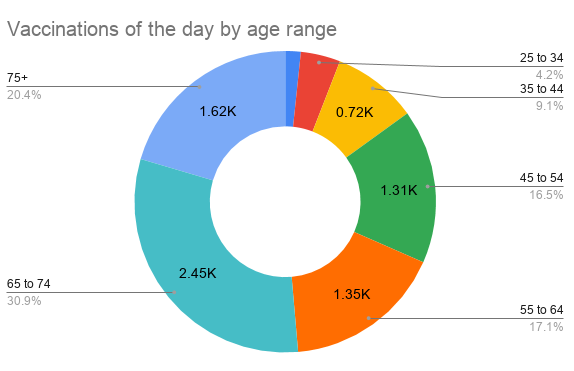 Vaccinations of the day by age range
25 to 34
4.2%
35 to 44
9.1%
45 to 54
16.5%
55 to 64
17.1%
65 to 74
30.9%
75+
20.4%
0.72K
1.31K
1.35K
2.45K
1.62K